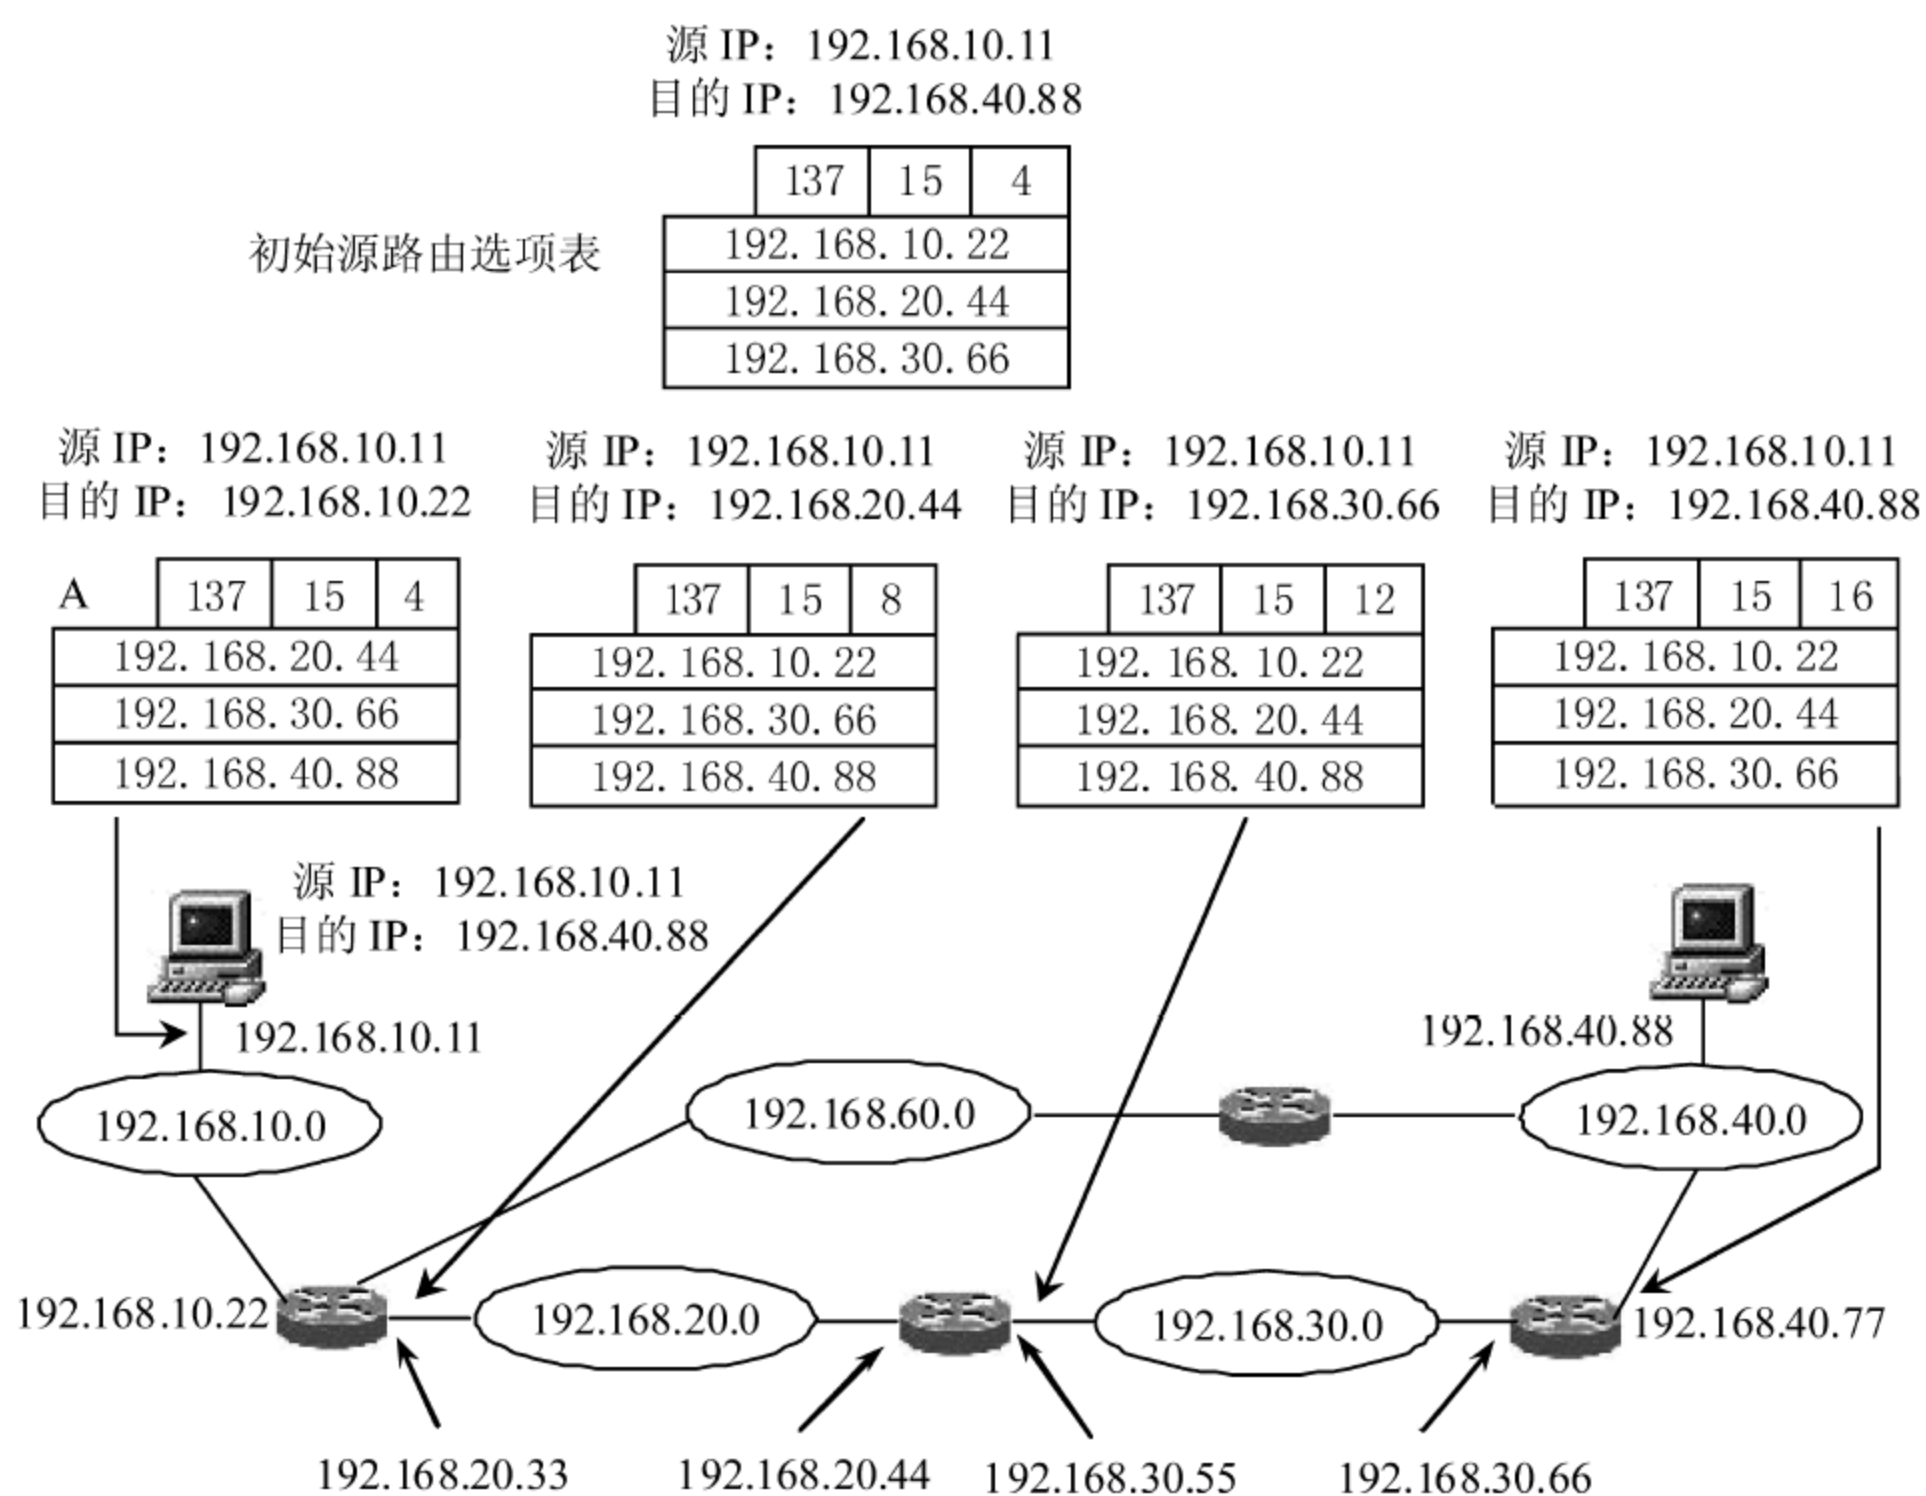 源 IP：192.168.10.11
目的 IP：192.168.40.88
137 15 4
初始源路由选项表
192. 168. 10. 22
192. 168. 20. 44
192. 168. 30. 66
源 IP：192.168.10.11
目的 IP：192.168.10.22
A 137 15 4
192. 168. 20. 44
192. 168. 30. 66
192. 168. 40. 88
源 IP：192.168.10.11
目的 IP：192.168.20.44
137 15 8
192. 168. 10. 22
192. 168. 30. 66
192. 168. 40. 88
源 IP：192.168.10.11
目的 IP：192.168.30.66
137 15 12
192. 168. 10. 22
192. 168. 20. 44
192. 168. 40. 88
源 IP：192.168.10.11
目的 IP：192.168.40.88
137 15 16
192. 168. 10. 22
192. 168. 20. 44
192. 168. 30. 66
源 IP：192.168.10.11
目的 IP：192.168.40.88
192.168.10.11
192.168.40.88
192.168.10.0
192.168.60.0
192.168.40.0
192.168.10.22
192.168.20.0
192.168.30.0
192.168.40.77
192.168.20.33
192.168.20.44
192.168.30.55
192.168.30.66